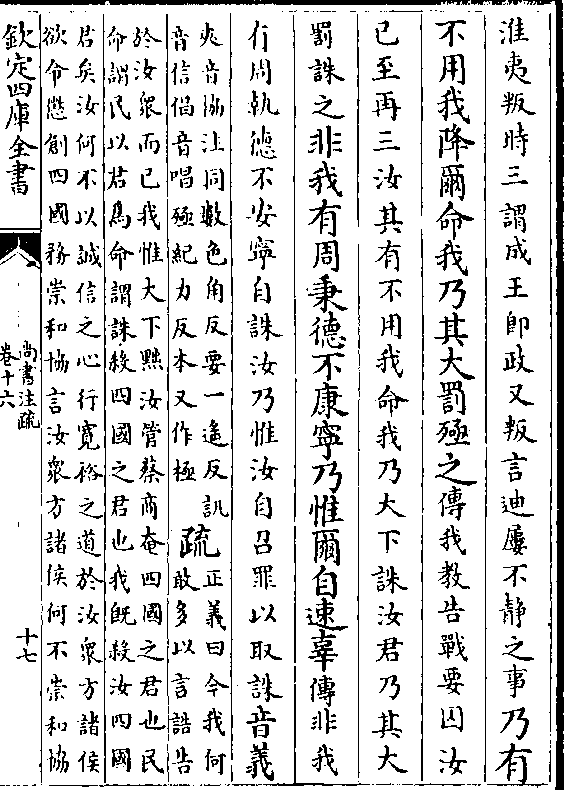 淮夷叛時三謂成王即政又叛言迪屢不静之事乃有
不用我降爾命我乃其大罰殛之傳我教告戰要囚汝
已至再三汝其有不用我命我乃大下誅汝君乃其大
罰誅之非我有周秉德不康寧乃惟爾自速辜傳非我
有周執德不安寧自誅汝乃惟汝自召罪以取誅音義
夾音協注同數色角反要一遙反訊
音信倡音唱殛紀力反本又作極
疏
正義曰今我何
敢多以言誥告
於汝衆而已我惟大下黜汝管蔡商奄四國之君也民
命謂民以君為命謂誅殺四國之君也我旣殺汝四國
君矣汝何不以誠信之心行寛裕之道於汝衆方諸侯
欲令懲創四國務崇和協言汝衆方諸侯何不崇和協
欽定四庫全書
尚書注疏
卷十六
十七